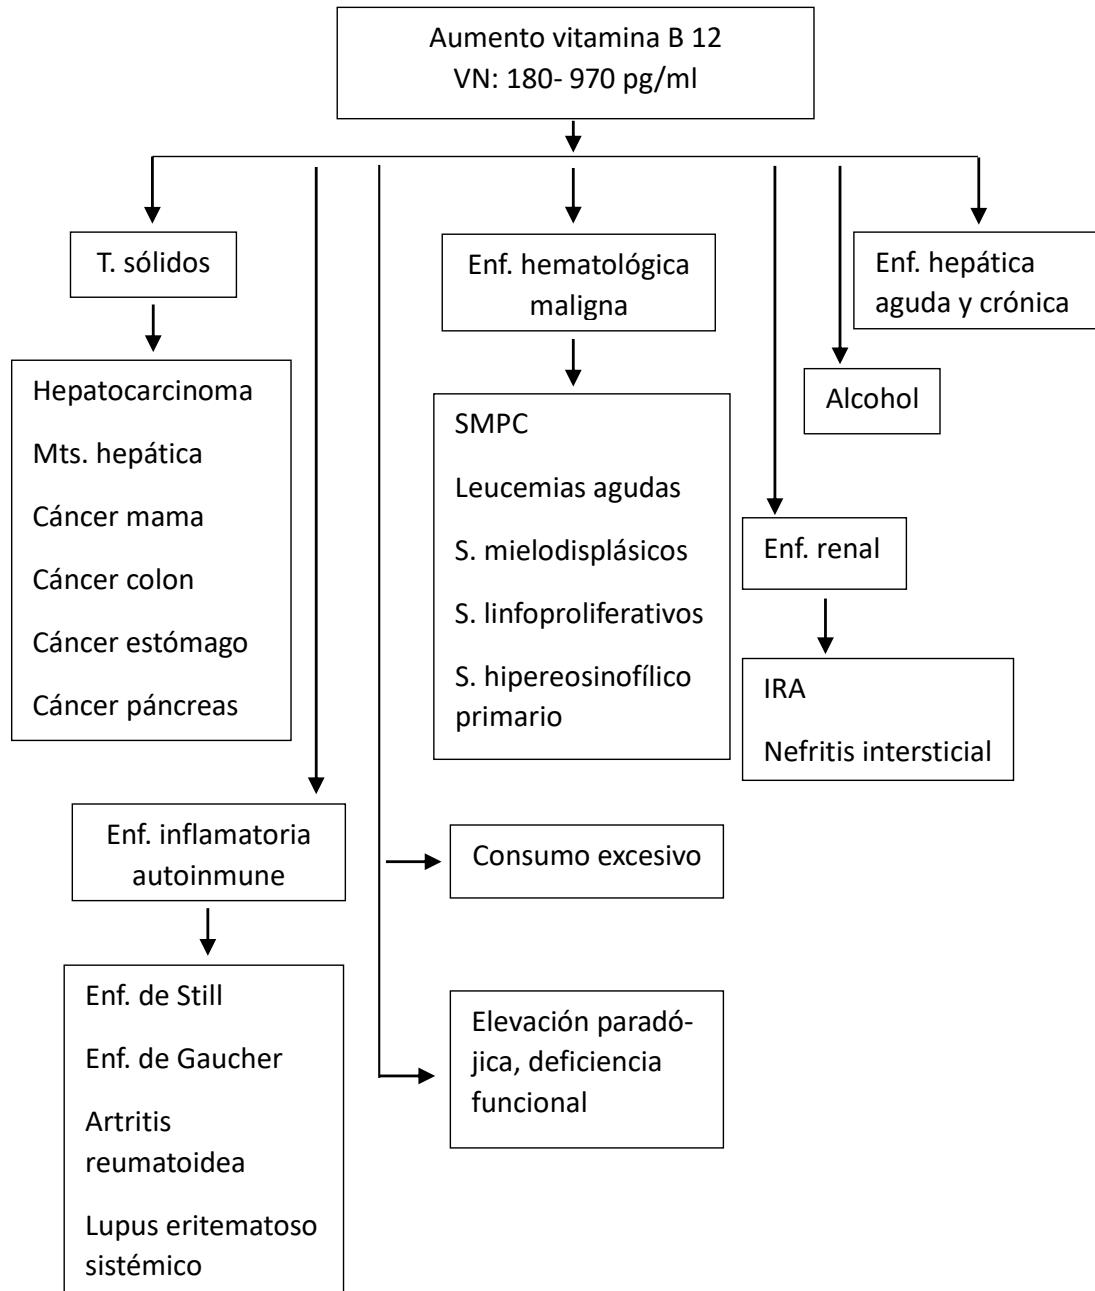 Aumento vitamina B 12
VN: 180- 970 pg/ml
T. sólidos
Enf. hematológica
maligna
Enf. hepática
aguda y crónica
Hepatocarcinoma
Mts. hepática
Cáncer mama
Cáncer colon
Cáncer estómago
Cáncer páncreas
SMPC
Leucemias agudas
S. mielodisplásicos
S. linfoproliferativos
S. hipereosinofílico
primario
Alcohol
Enf. renal
IRA
Nefritis intersticial
Enf. inflamatoria
autoinmune
Consumo excesivo
Enf. de Still
Enf. de Gaucher
Artritis
reumatoidea
Lupus eritematoso
sistémico
Elevación paradó-
jica, deficiencia
funcional